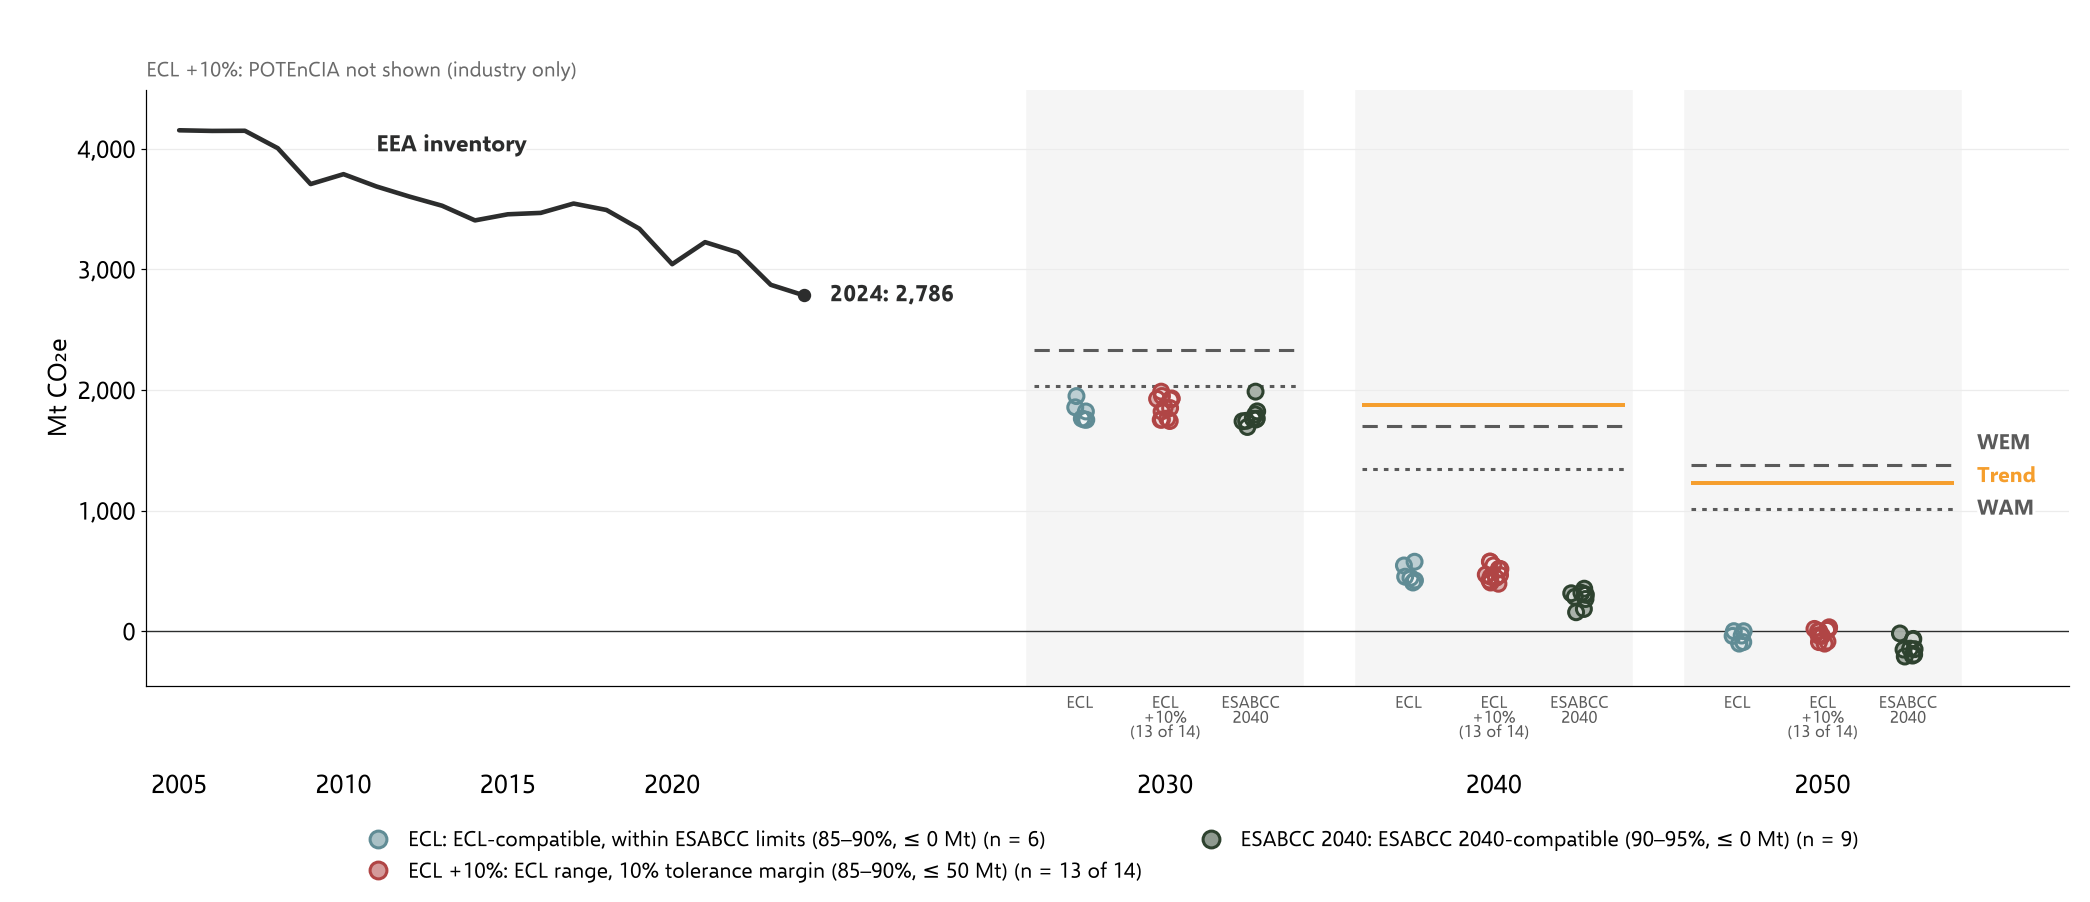 ECL +10%: POTEnCIA not shown (industry only)
EEA inventory
4,000
3,000
2024: 2,786
Mt CO₂e
2,000
WEM
Trend
WAM
1,000
0
ECL
ECL
+10%
(13 of 14)
ESABCC
2040
ECL
ECL
+10%
(13 of 14)
ESABCC
2040
ECL
ECL
+10%
(13 of 14)
ESABCC
2040
2005 2010 2015 2020 2030 2040 2050
ECL: ECL-compatible, within ESABCC limits (85–90%, ≤ 0 Mt) (n = 6)
ECL +10%: ECL range, 10% tolerance margin (85–90%, ≤ 50 Mt) (n = 13 of 14)
ESABCC 2040: ESABCC 2040-compatible (90–95%, ≤ 0 Mt) (n = 9)